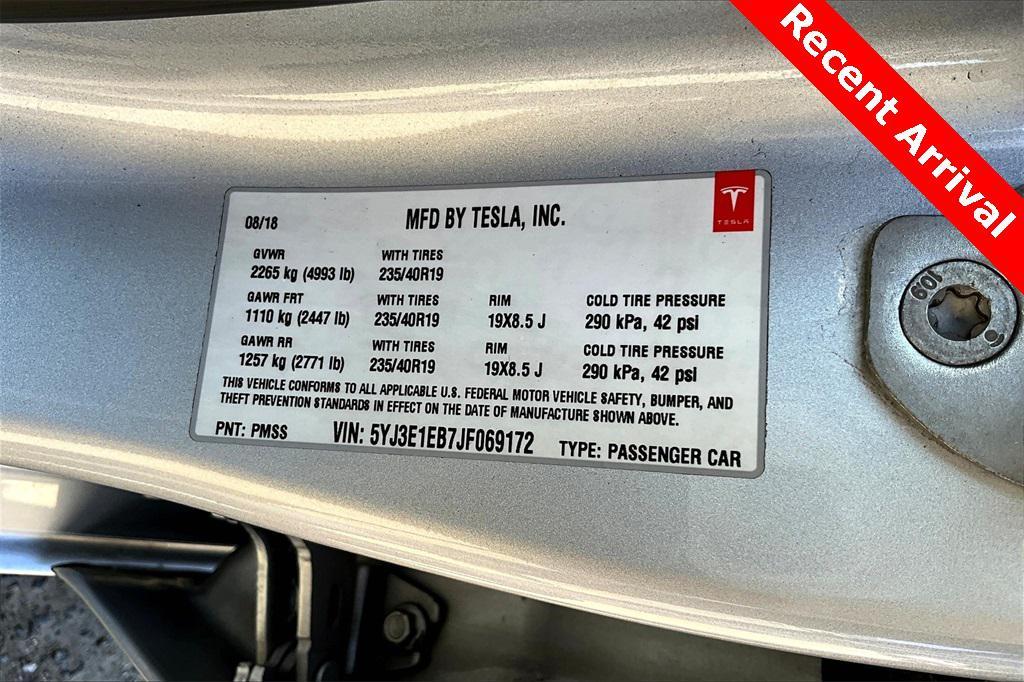 Recent Arrival
08/18
MFD BY TESLA, INC.
TESLA
GVWR WITH TIRES
2265 kg (4993 lb) 235/40R19
GAWR FRT WITH TIRES RIM COLD TIRE PRESSURE
1110 kg (2447 lb) 235/40R19 19X8.5 J 290 kPa, 42 psi
GAWR RR WITH TIRES RIM COLD TIRE PRESSURE
1257 kg (2771 lb) 235/40R19 19X8.5 J 290 kPa, 42 psi
THIS VEHICLE CONFORMS TO ALL APPLICABLE U.S. FEDERAL MOTOR VEHICLE SAFETY, BUMPER, AND
THEFT PREVENTION STANDARDS IN EFFECT ON THE DATE OF MANUFACTURE SHOWN ABOVE.
PNT: PMSS VIN: 5YJ3E1EB7JF069172 TYPE: PASSENGER CAR